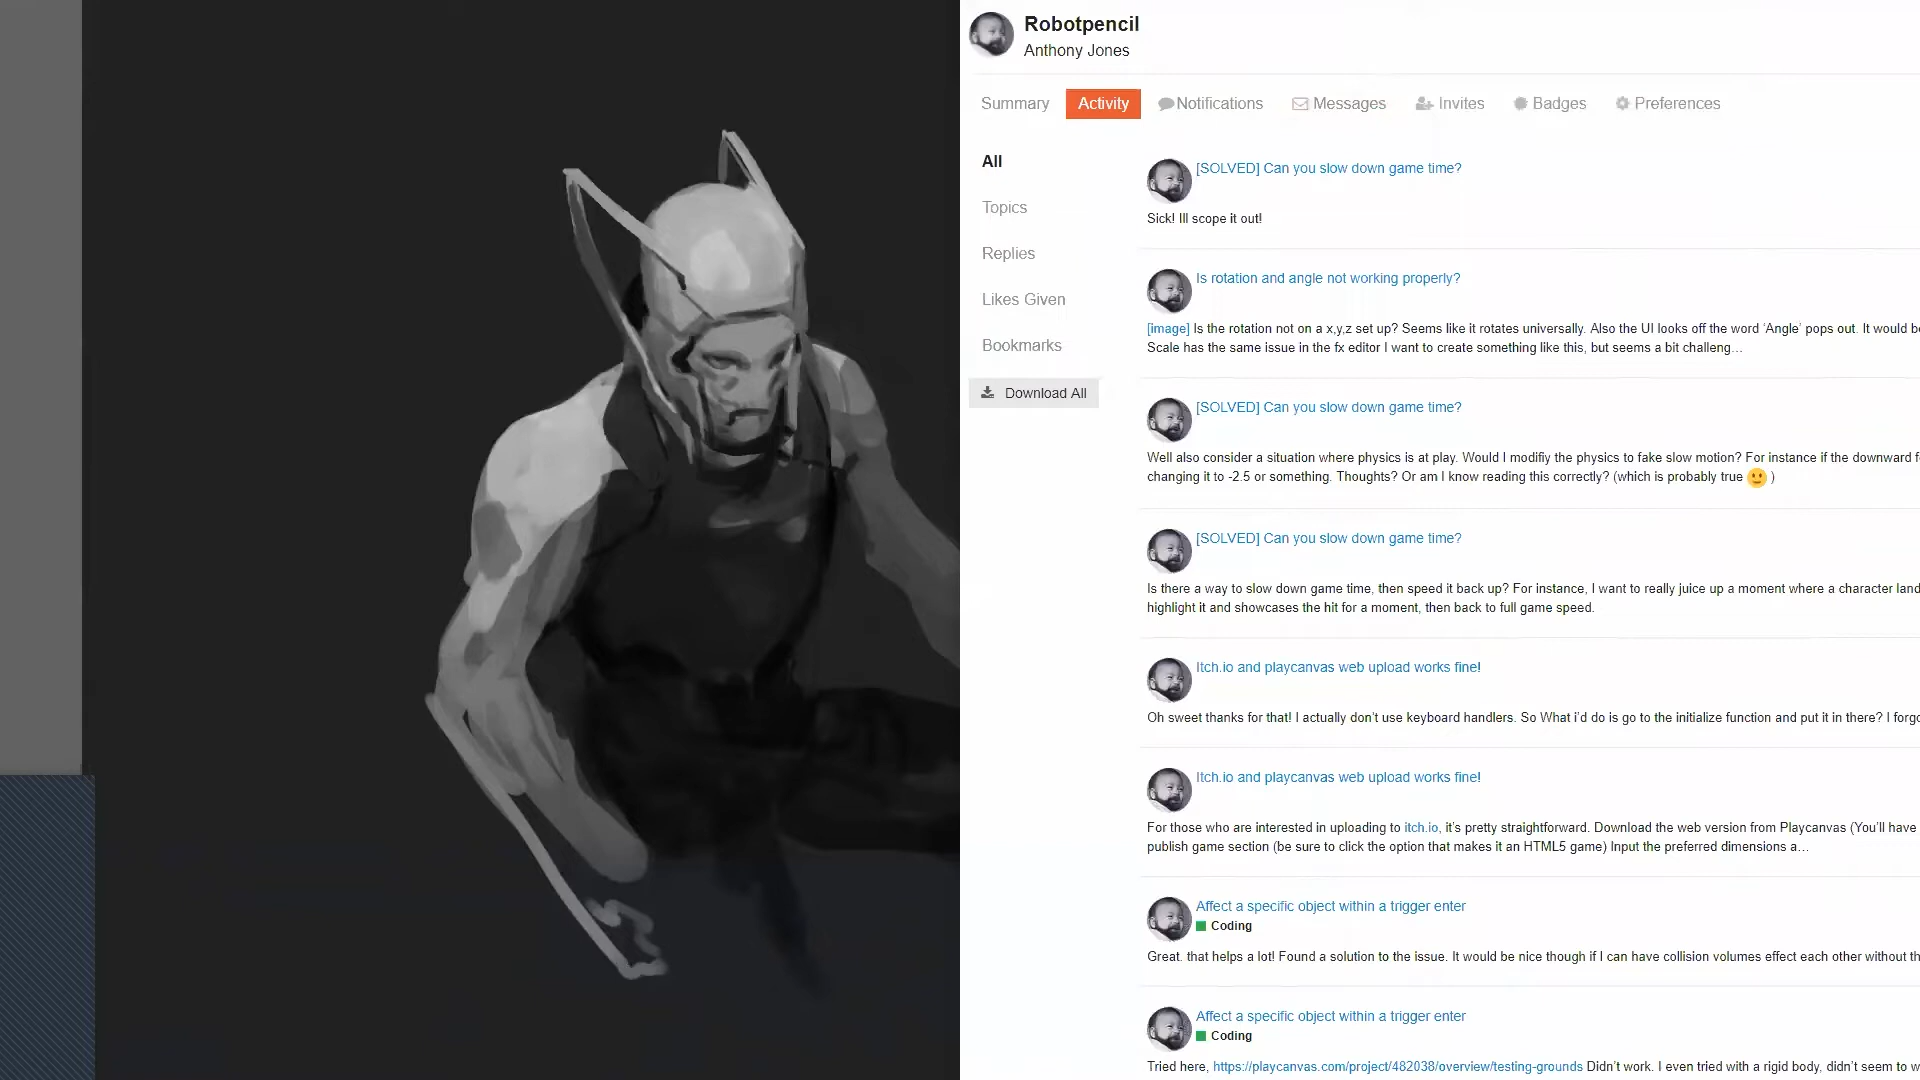 Robotpencil
Anthony Jones
Summary Activity Notifications Messages Invites Badges Preferences
All
Topics
Replies
Likes Given
Bookmarks
Download All
[SOLVED] Can you slow down game time?
Sick! Ill scope it out!
Is rotation and angle not working properly?
[image] Is the rotation not on a x,y,z set up? Seems like it rotates universally. Also the UI looks off the word ‘Angle’ pops out. It would
Scale has the same issue in the fx editor I want to create something like this, but seems a bit challeng…
[SOLVED] Can you slow down game time?
Well also consider a situation where physics is at play. Would I modifiy the physics to fake slow motion? For instance if the downward
changing it to -2.5 or something. Thoughts? Or am I know reading this correctly? (which is probably true 🙂 )
[SOLVED] Can you slow down game time?
Is there a way to slow down game time, then speed it back up? For instance, I want to really juice up a moment where a character land
highlight it and showcases the hit for a moment, then back to full game speed.
Itch.io and playcanvas web upload works fine!
Oh sweet thanks for that! I actually don’t use keyboard handlers. So What i’d do is go to the initialize function and put it in there? I forgo
Itch.io and playcanvas web upload works fine!
For those who are interested in uploading to itch.io, it’s pretty straightforward. Download the web version from Playcanvas (You’ll have
publish game section (be sure to click the option that makes it an HTML5 game) Input the preferred dimensions a…
Affect a specific object within a trigger enter
Coding
Great. that helps a lot! Found a solution to the issue. It would be nice though if I can have collision volumes effect each other without
Affect a specific object within a trigger enter
Coding
Tried here, https://playcanvas.com/project/482038/overview/testing-grounds Didn’t work. I even tried with a rigid body, didn’t seem to